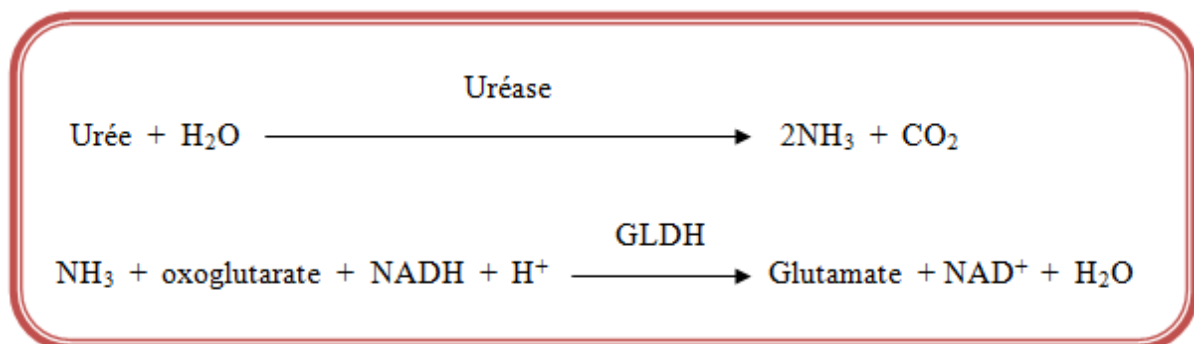 Uréase
Urée + H₂O ⟶ 2NH₃ + CO₂
GLDH
NH₃ + oxoglutarate + NADH + H⁺ ⟶ Glutamate + NAD⁺ + H₂O